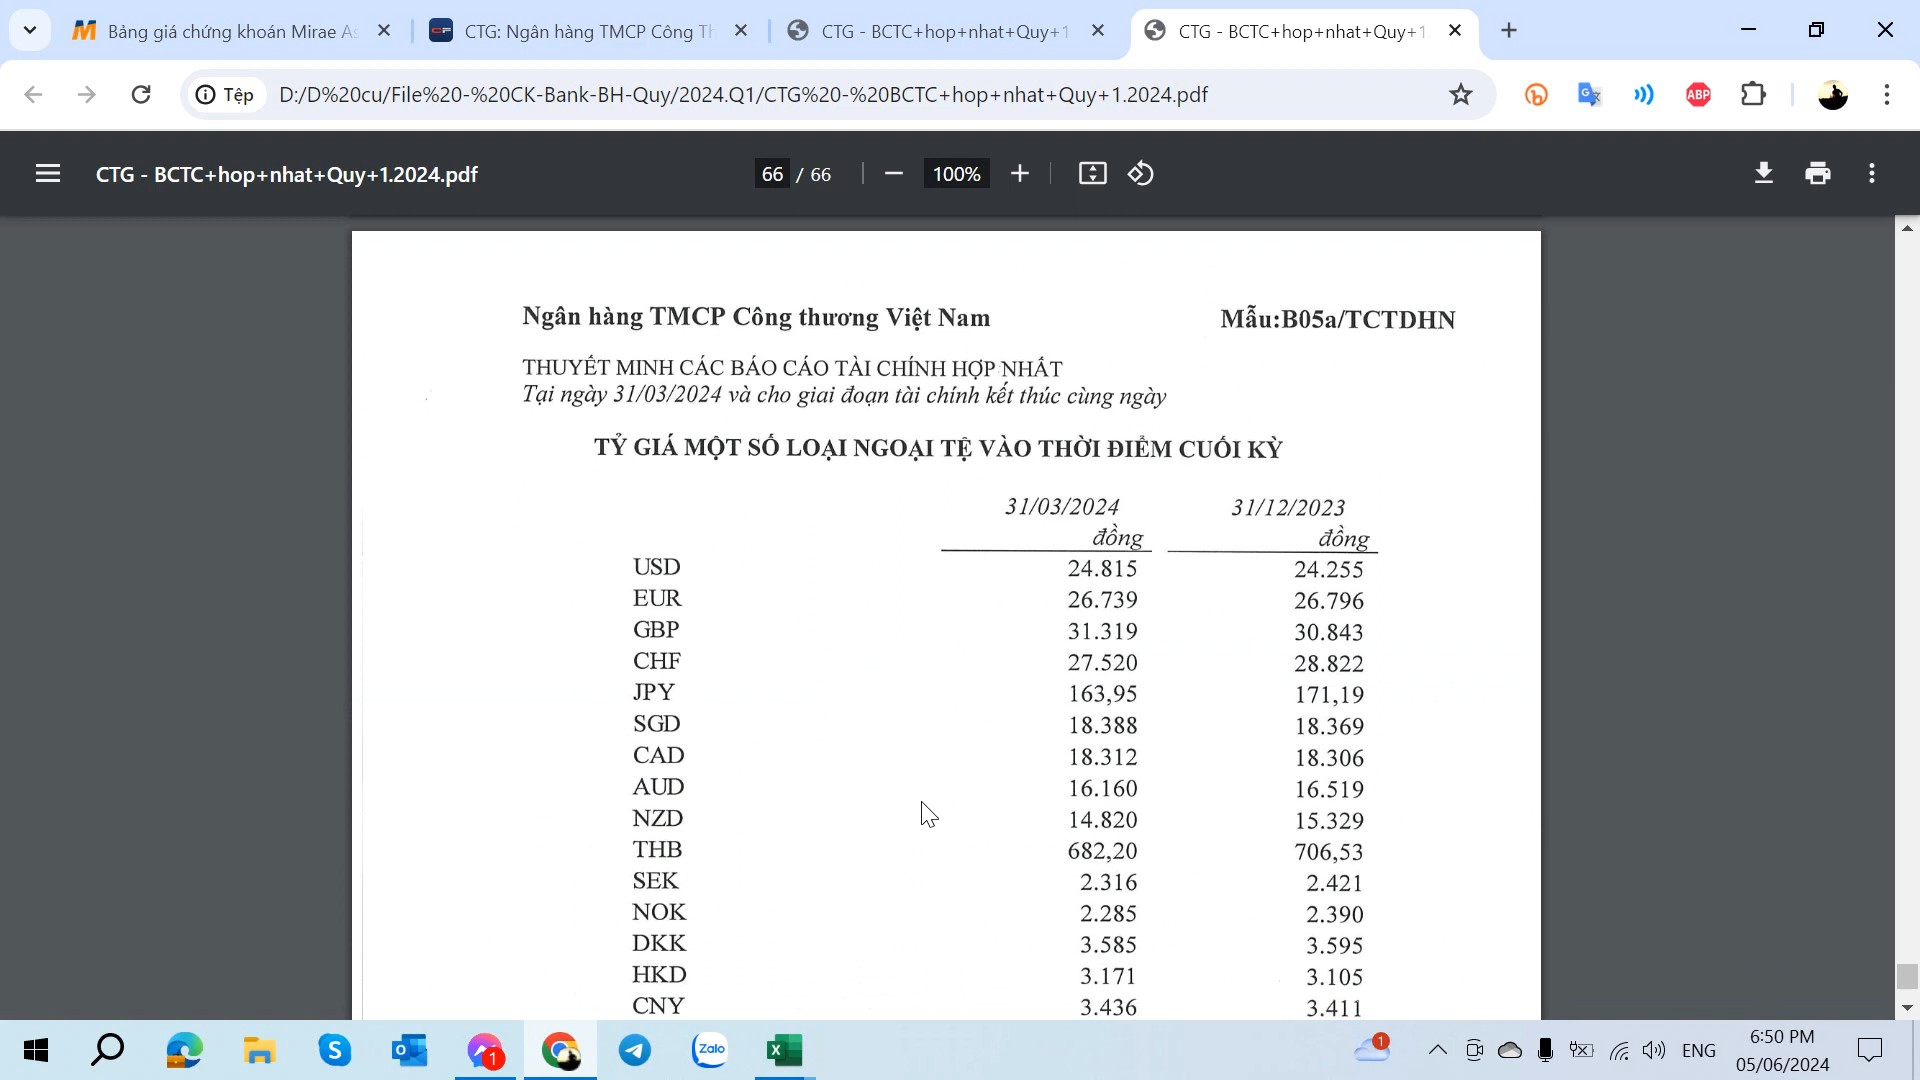 Bảng giá chứng khoán Mirae As
CTG: Ngân hàng TMCP Công Th
CTG - BCTC+hop+nhat+Quy+1
CTG - BCTC+hop+nhat+Quy+1
Tệp
D:/D%20cu/File%20-%20CK-Bank-BH-Quy/2024.Q1/CTG%20-%20BCTC+hop+nhat+Quy+1.2024.pdf
ABP
CTG - BCTC+hop+nhat+Quy+1.2024.pdf
66 / 66
100%
Ngân hàng TMCP Công thương Việt Nam
Mẫu:B05a/TCTDHN
THUYẾT MINH CÁC BÁO CÁO TÀI CHÍNH HỢP NHẤT
Tại ngày 31/03/2024 và cho giai đoạn tài chính kết thúc cùng ngày
TỶ GIÁ MỘT SỐ LOẠI NGOẠI TỆ VÀO THỜI ĐIỂM CUỐI KỲ
31/03/2024 31/12/2023
đồng đồng
USD 24.815 24.255
EUR 26.739 26.796
GBP 31.319 30.843
CHF 27.520 28.822
JPY 163,95 171,19
SGD 18.388 18.369
CAD 18.312 18.306
AUD 16.160 16.519
NZD 14.820 15.329
THB 682,20 706,53
SEK 2.316 2.421
NOK 2.285 2.390
DKK 3.585 3.595
HKD 3.171 3.105
CNY 3.436 3.411
1
Zalo
1
ENG
6:50 PM
05/06/2024